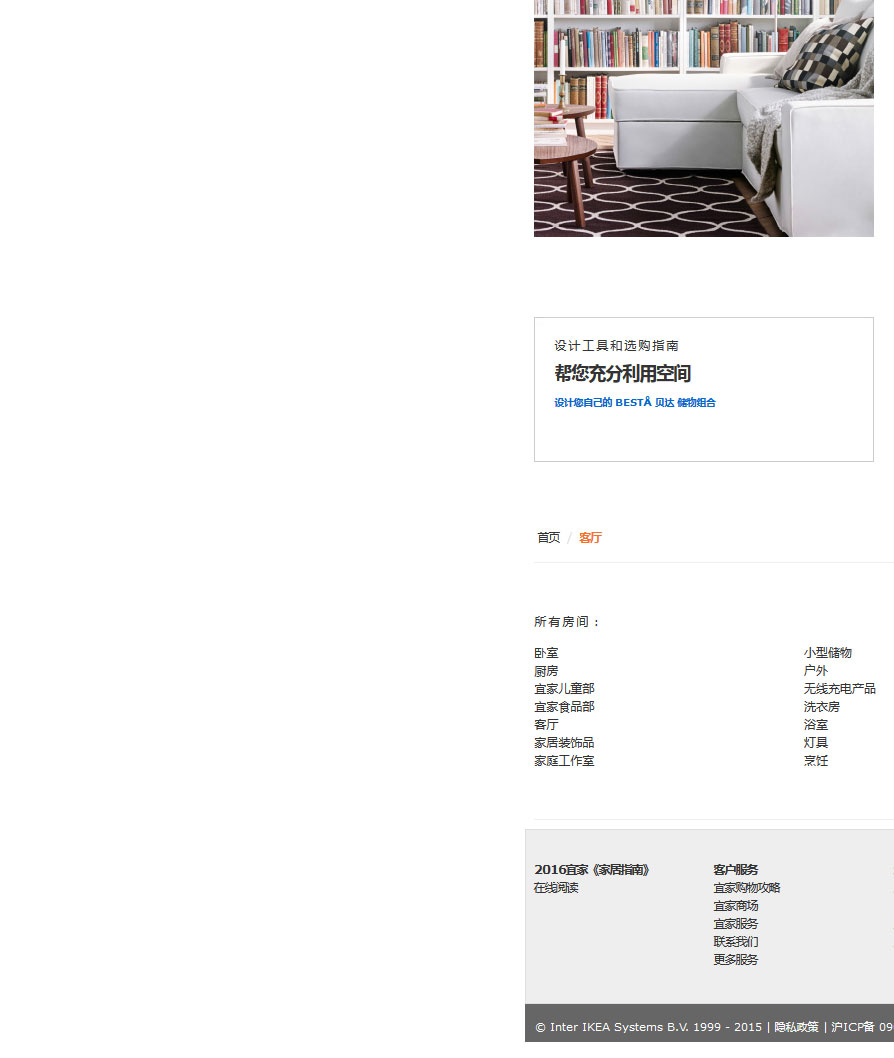 设计工具和选购指南
帮您充分利用空间
设计您自己的 BESTÅ 贝达 储物组合
首页 / 客厅
所有房间：
卧室
厨房
宜家儿童部
宜家食品部
客厅
家居装饰品
家庭工作室
小型储物
户外
无线充电产品
洗衣房
浴室
灯具
烹饪
2016宜家《家居指南》
在线阅读
客户服务
宜家购物攻略
宜家商场
宜家服务
联系我们
更多服务
© Inter IKEA Systems B.V. 1999 - 2015 | 隐私政策 | 沪ICP备 09